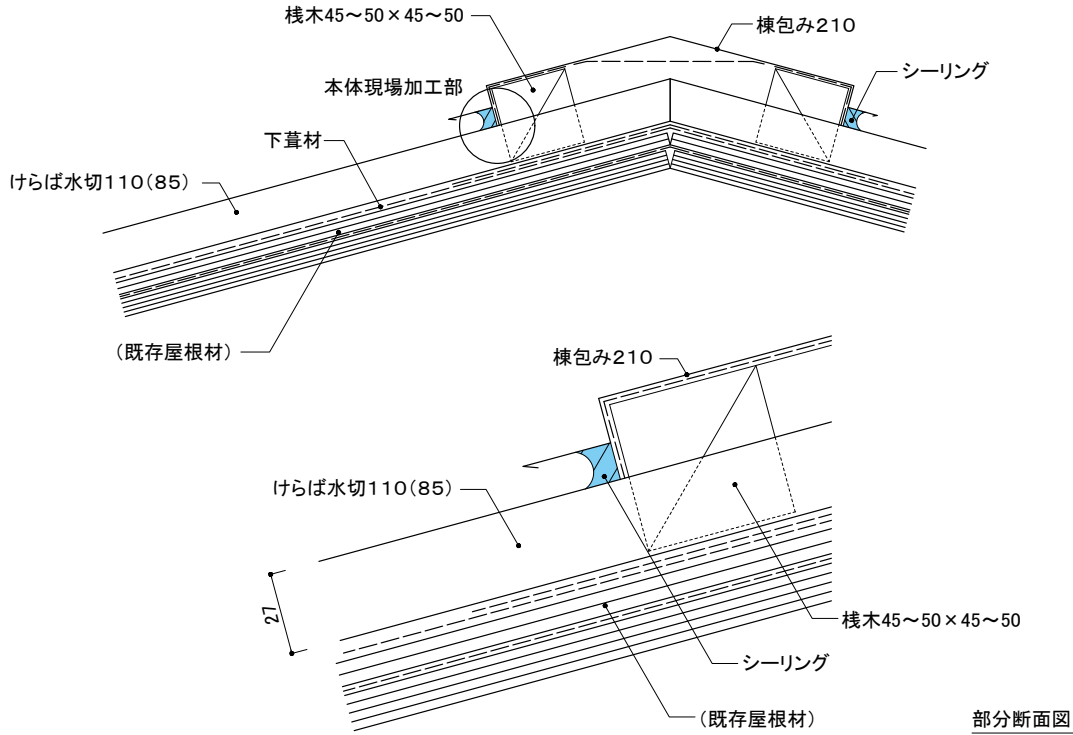 桟木45～50×45～50
棟包み210
シーリング
本体現場加工部
下葺材
けらば水切110(85)
(既存屋根材)
棟包み210
けらば水切110(85)
27
桟木45～50×45～50
シーリング
(既存屋根材)
部分断面図